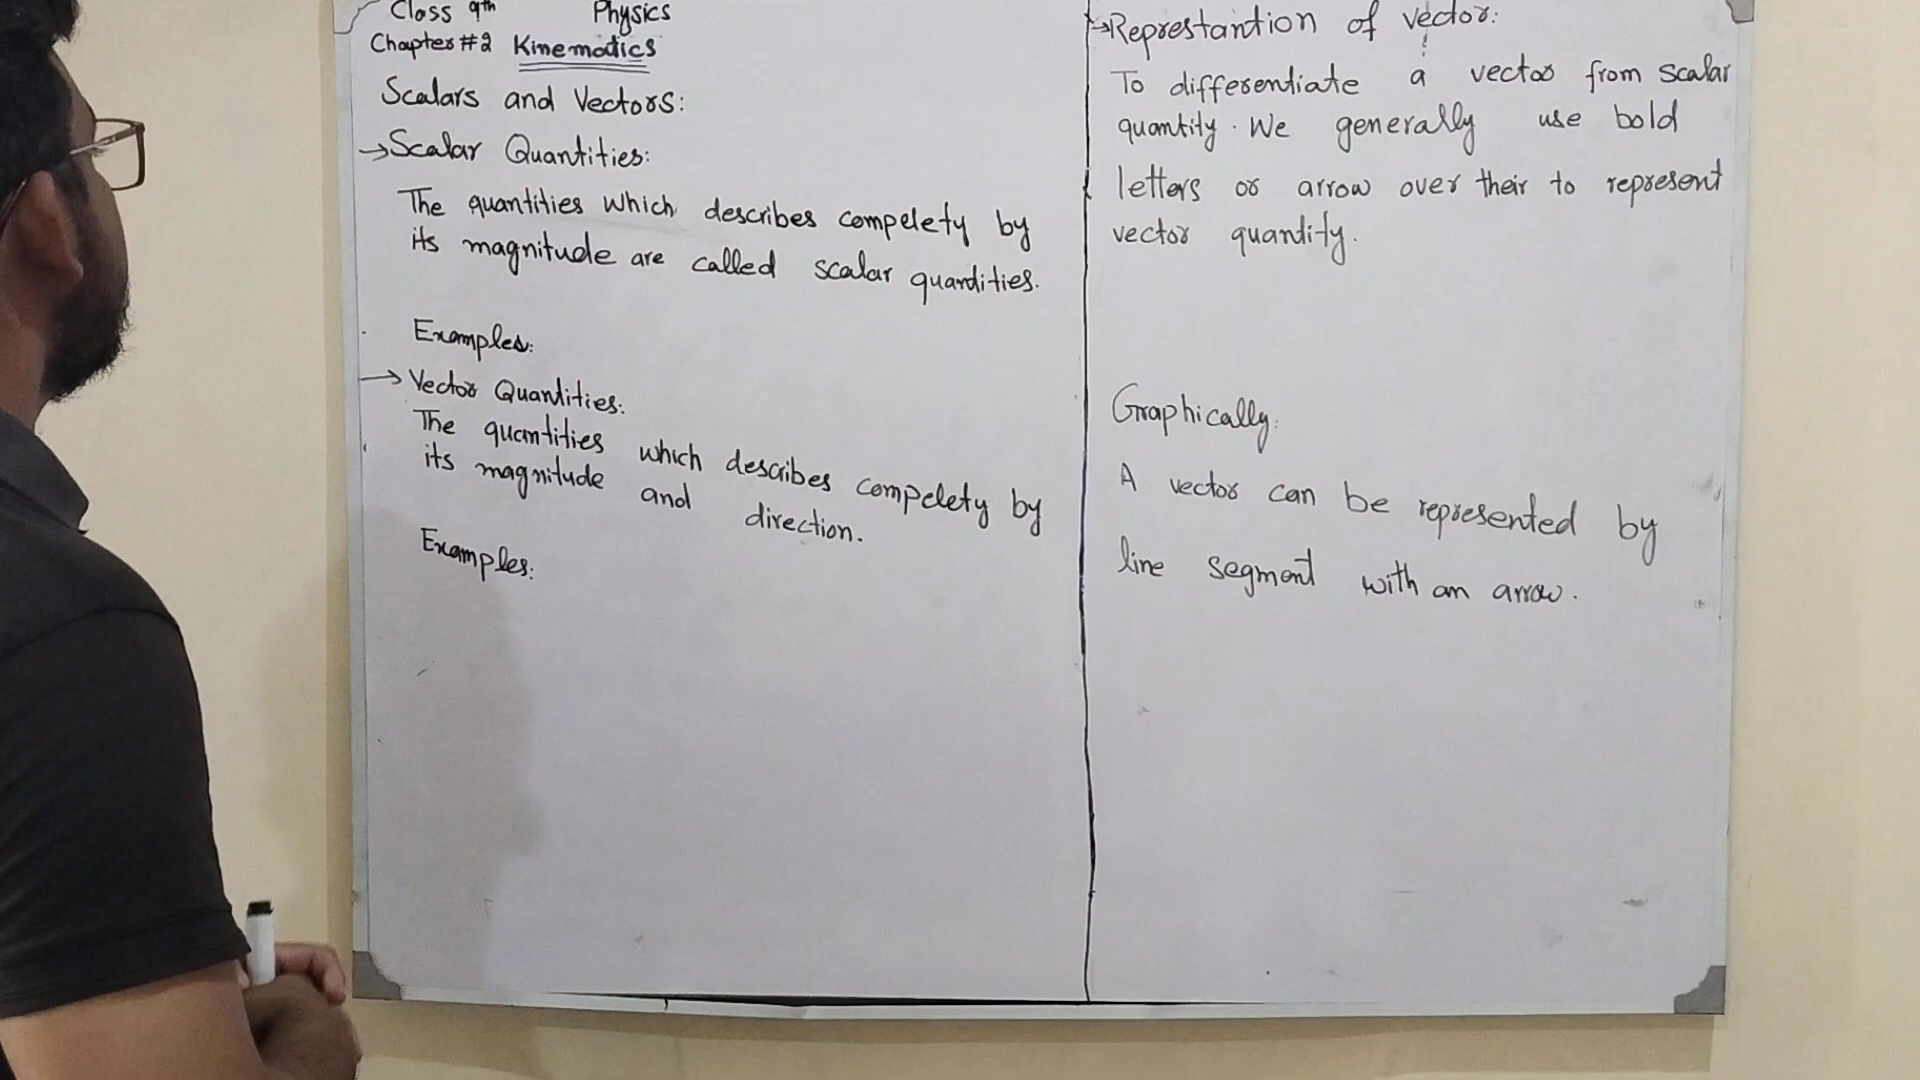 Class 9th Physics
Chapter #2 Kinematics
Scalars and Vectors:
→Scalar Quantities:
The quantities which describes compelety by
its magnitude are called scalar quantities.
Examples:
→Vector Quantities:
The quantities which describes compelety by
its magnitude and direction.
Examples:
→Represtantion of vector:
To differentiate a vector from scalar
quantity. We generally use bold
letters or arrow over their to represent
vector quantity.
Graphically:
A vector can be represented by
line segment with an arrow.